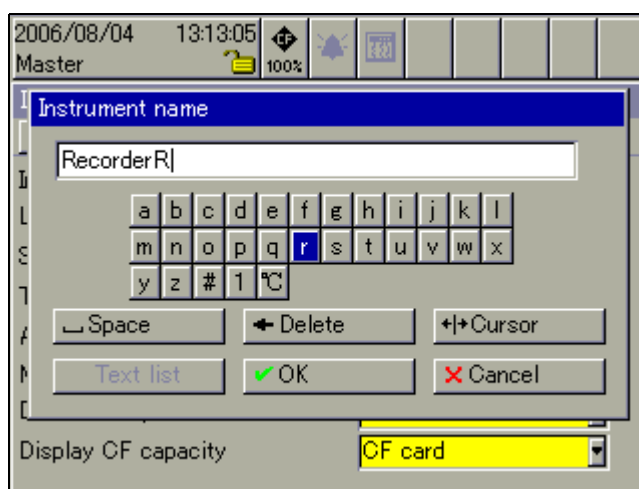 2006/08/04 13:13:05
Master
CF
100%
Instrument name
RecorderR
a b c d e f g h i j k l
m n o p q r s t u v w x
y z # 1 °C
Space Delete Cursor
Text list OK Cancel
Display CF capacity CF card